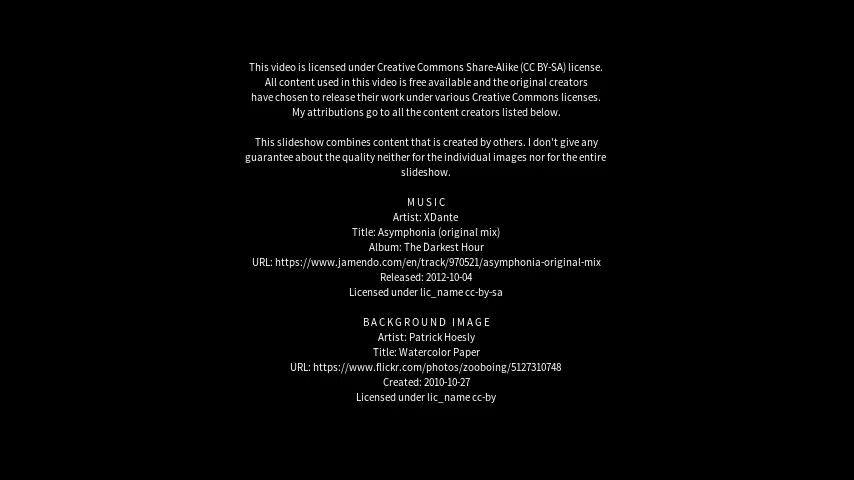 This video is licensed under Creative Commons Share-Alike (CC BY-SA) license.
All content used in this video is free available and the original creators
have chosen to release their work under various Creative Commons licenses.
My attributions go to all the content creators listed below.
This slideshow combines content that is created by others. I don't give any
guarantee about the quality neither for the individual images nor for the entire
slideshow.
MUSIC
Artist: XDante
Title: Asymphonia (original mix)
Album: The Darkest Hour
URL: https://www.jamendo.com/en/track/970521/asymphonia-original-mix
Released: 2012-10-04
Licensed under lic_name cc-by-sa
BACKGROUND IMAGE
Artist: Patrick Hoesly
Title: Watercolor Paper
URL: https://www.flickr.com/photos/zooboing/5127310748
Created: 2010-10-27
Licensed under lic_name cc-by